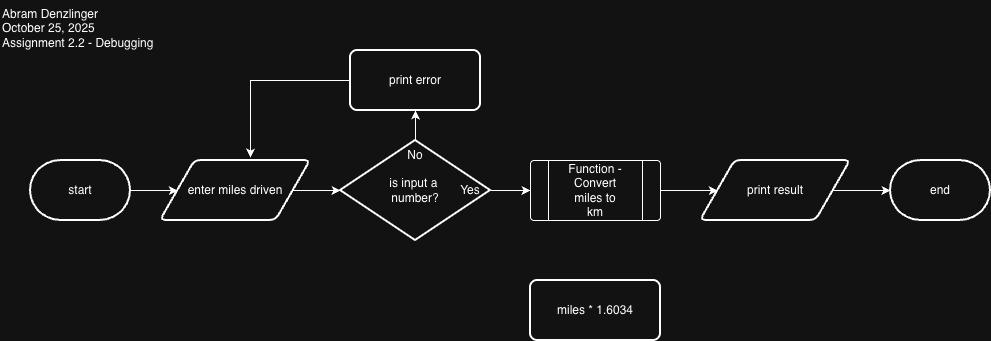 Abram Denzlinger
October 25, 2025
Assignment 2.2 - Debugging
print error
No
start
enter miles driven
is input a
number?
Yes
Function -
Convert
miles to
km
print result
end
miles * 1.6034